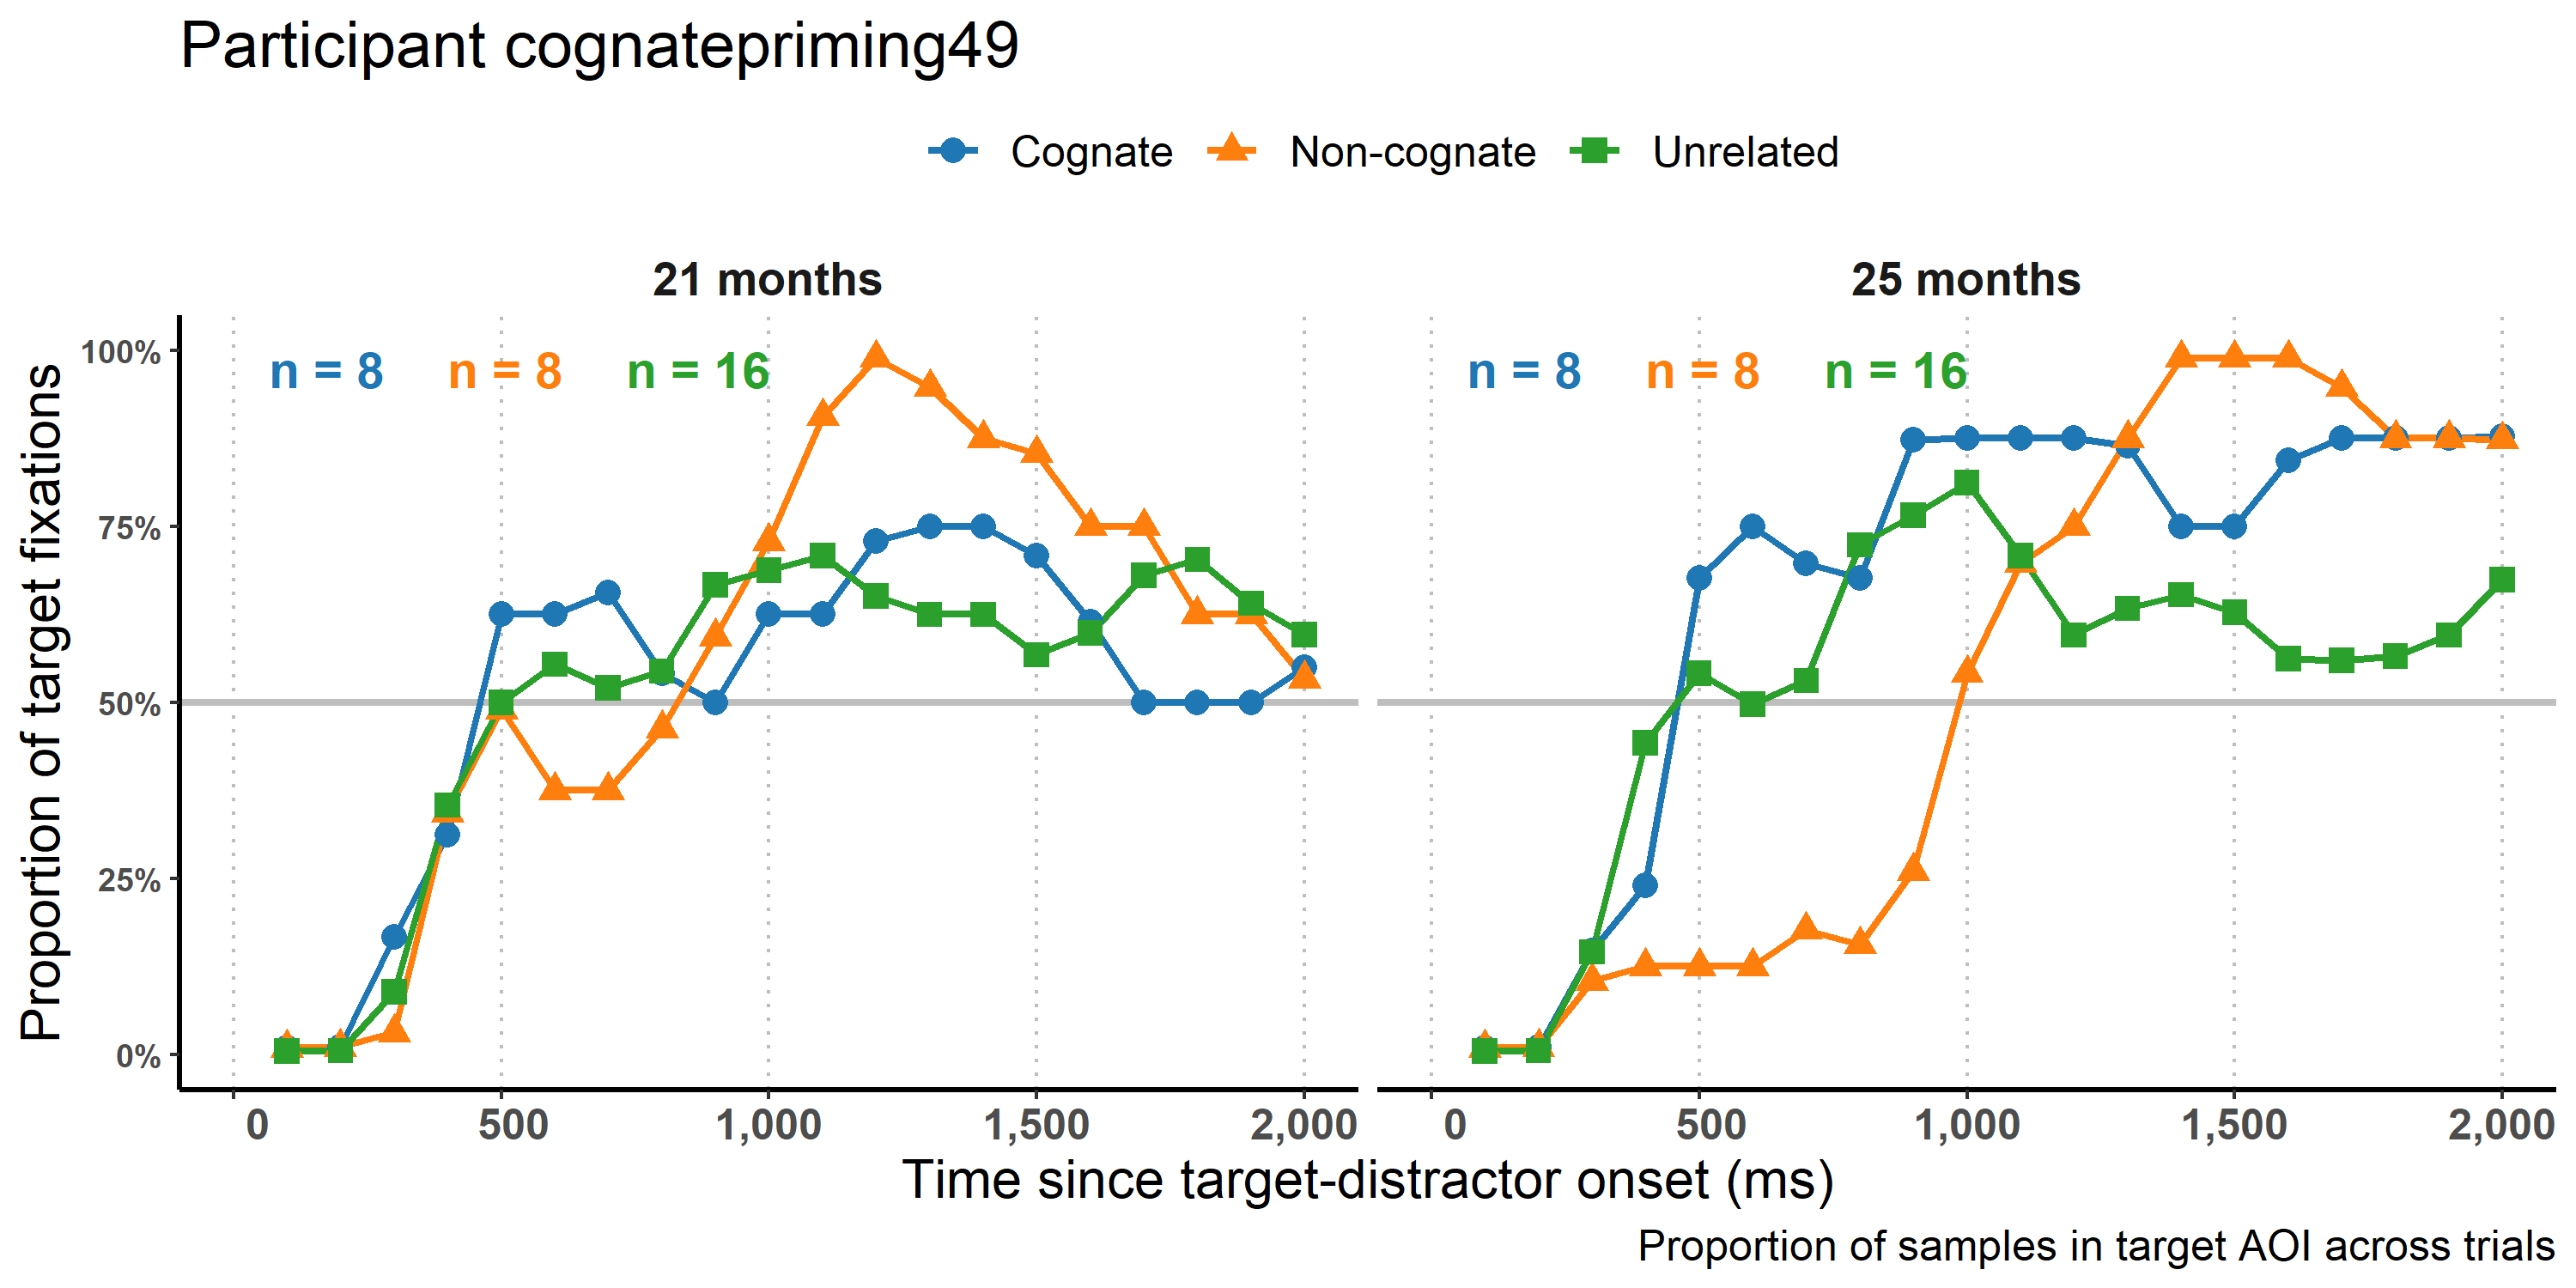 Participant cognatepriming49
Cognate Non-cognate Unrelated
21 months 25 months
n = 8 n = 8 n = 16 n = 8 n = 8 n = 16
100%
75%
50%
25%
0%
Proportion of target fixations
0 500 1,000 1,500 2,000 0 500 1,000 1,500 2,000
Time since target-distractor onset (ms)
Proportion of samples in target AOI across trials